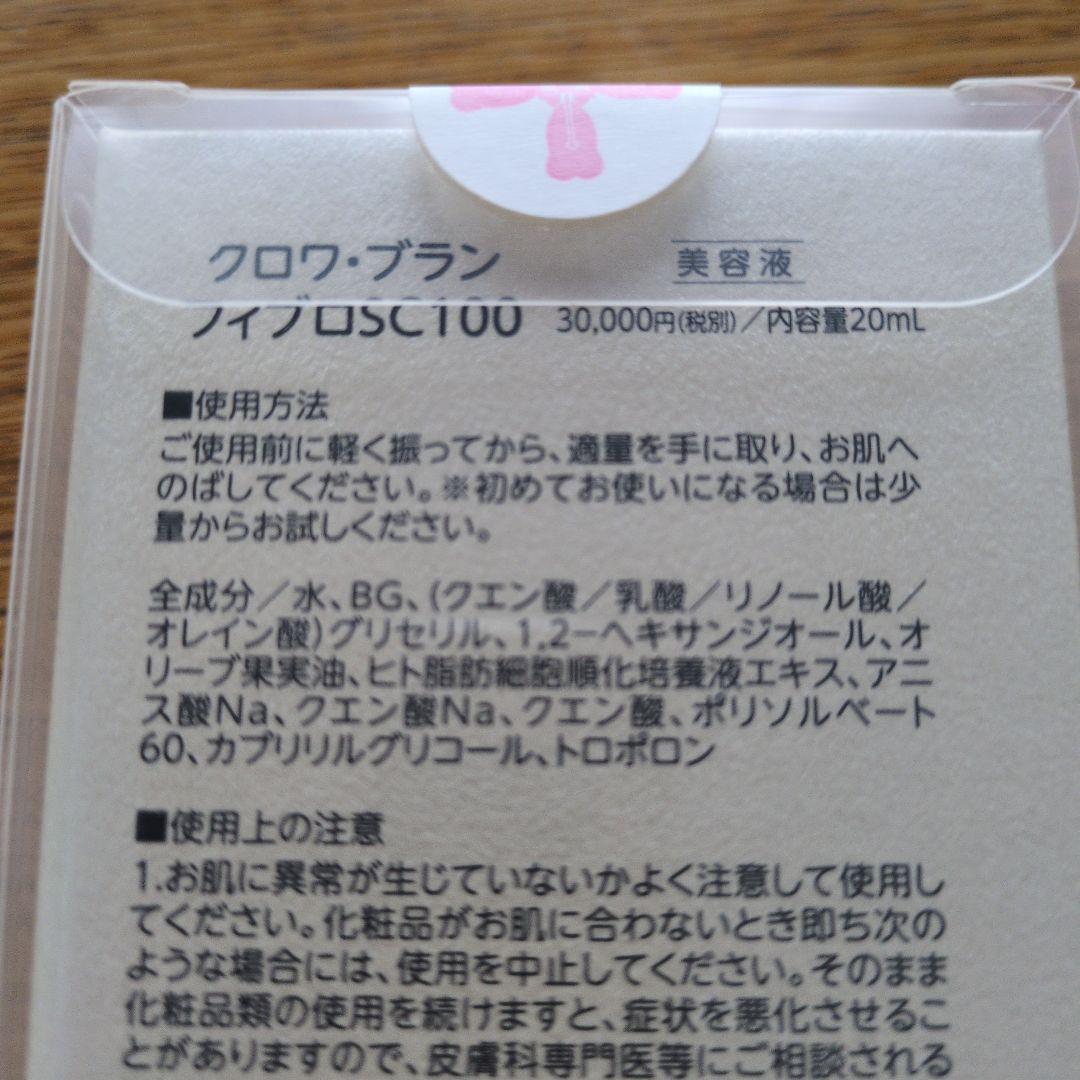 クロワ・ブラン
美容液
フィブロSC100 30,000円(税別)／内容量20mL
■使用方法
ご使用前に軽く振ってから、適量を手に取り、お肌へ
のばしてください。※初めてお使いになる場合は少
量からお試しください。
全成分／水、BG、(クエン酸／乳酸／リノール酸／
オレイン酸)グリセリル、1,2-ヘキサンジオール、オ
リーブ果実油、ヒト脂肪細胞順化培養液エキス、アニ
ス酸Na、クエン酸Na、クエン酸、ポリソルベート
60、カプリリルグリコール、トロポロン
■使用上の注意
1.お肌に異常が生じていないかよく注意して使用し
てください。化粧品がお肌に合わないとき即ち次の
ような場合には、使用を中止してください。そのまま
化粧品類の使用を続けますと、症状を悪化させるこ
とがありますので、皮膚科専門医等にご相談される